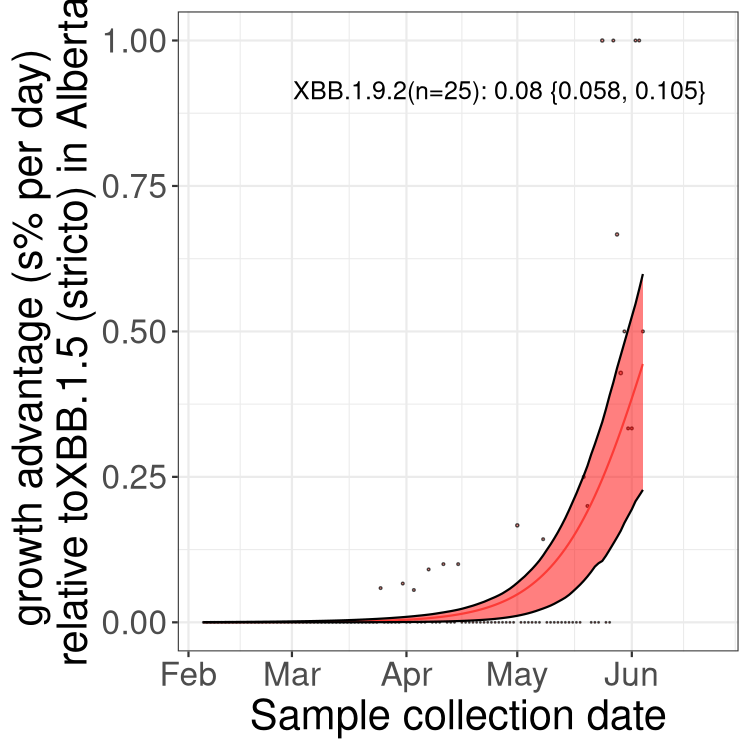 growth advantage (s% per day)
relative toXBB.1.5 (stricto) in Alberta
1.00
0.75
0.50
0.25
0.00
XBB.1.9.2(n=25): 0.08 {0.058, 0.105}
Feb Mar Apr May Jun
Sample collection date